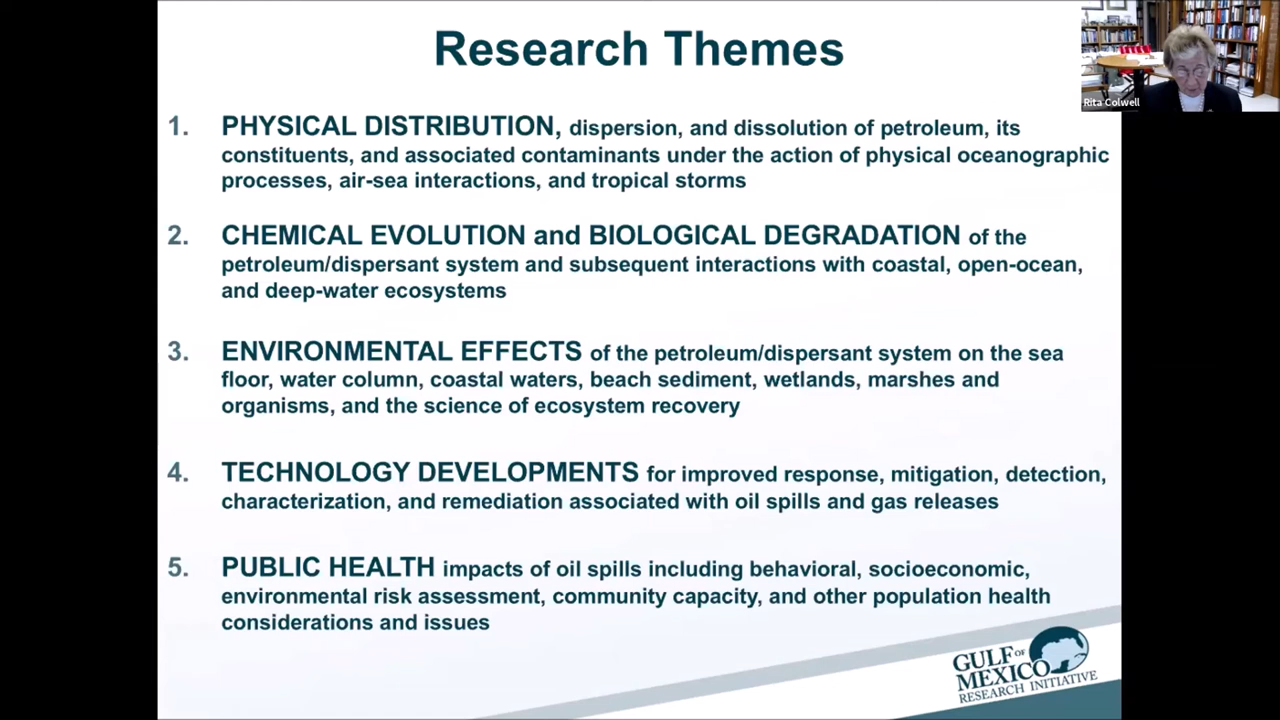 Research Themes
Rita Colwell
1. PHYSICAL DISTRIBUTION, dispersion, and dissolution of petroleum, its
constituents, and associated contaminants under the action of physical oceanographic
processes, air-sea interactions, and tropical storms
2. CHEMICAL EVOLUTION and BIOLOGICAL DEGRADATION of the
petroleum/dispersant system and subsequent interactions with coastal, open-ocean,
and deep-water ecosystems
3. ENVIRONMENTAL EFFECTS of the petroleum/dispersant system on the sea
floor, water column, coastal waters, beach sediment, wetlands, marshes and
organisms, and the science of ecosystem recovery
4. TECHNOLOGY DEVELOPMENTS for improved response, mitigation, detection,
characterization, and remediation associated with oil spills and gas releases
5. PUBLIC HEALTH impacts of oil spills including behavioral, socioeconomic,
environmental risk assessment, community capacity, and other population health
considerations and issues
GULF OF
MEXICO
RESEARCH INITIATIVE